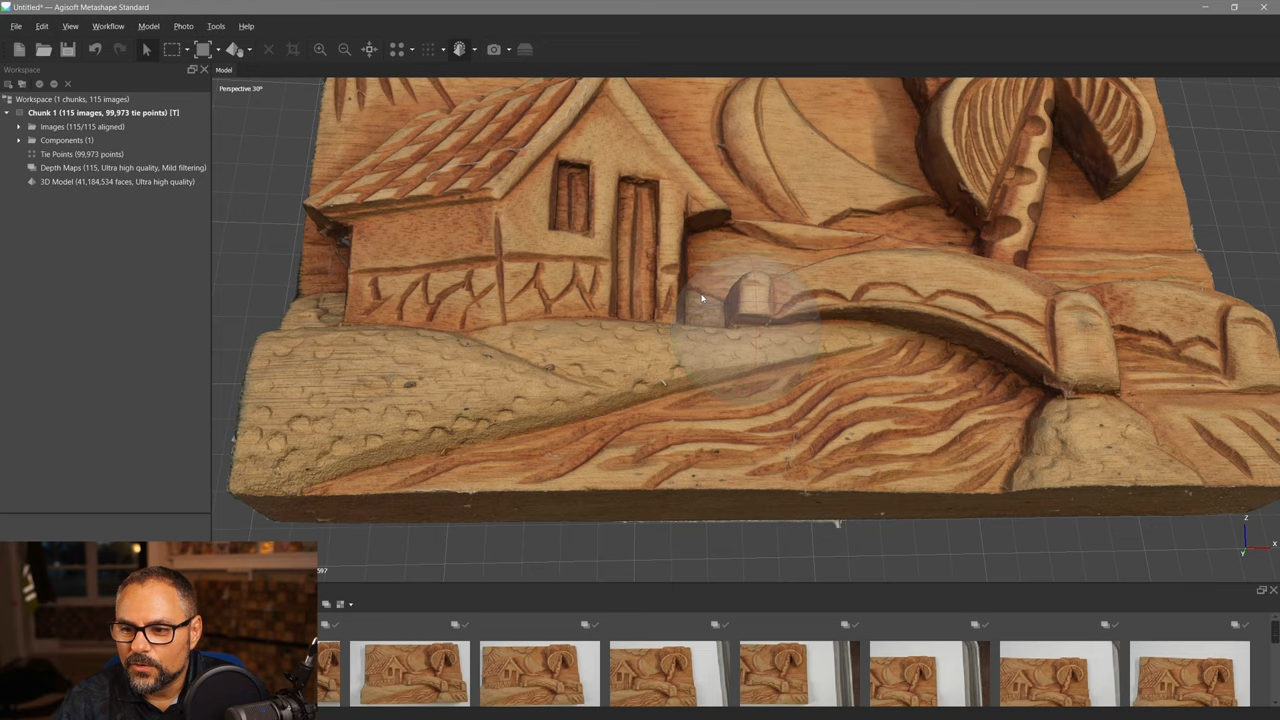 Untitled* — Agisoft Metashape Standard
File Edit View Workflow Model Photo Tools Help
Workspace
Model
Perspective 30°
Workspace (1 chunks, 115 images)
Chunk 1 (115 images, 99,973 tie points) [T]
Images (115/115 aligned)
Components (1)
Tie Points (99,973 points)
Depth Maps (115, Ultra high quality, Mild filtering)
3D Model (41,184,534 faces, Ultra high quality)
Z
X
Y
597